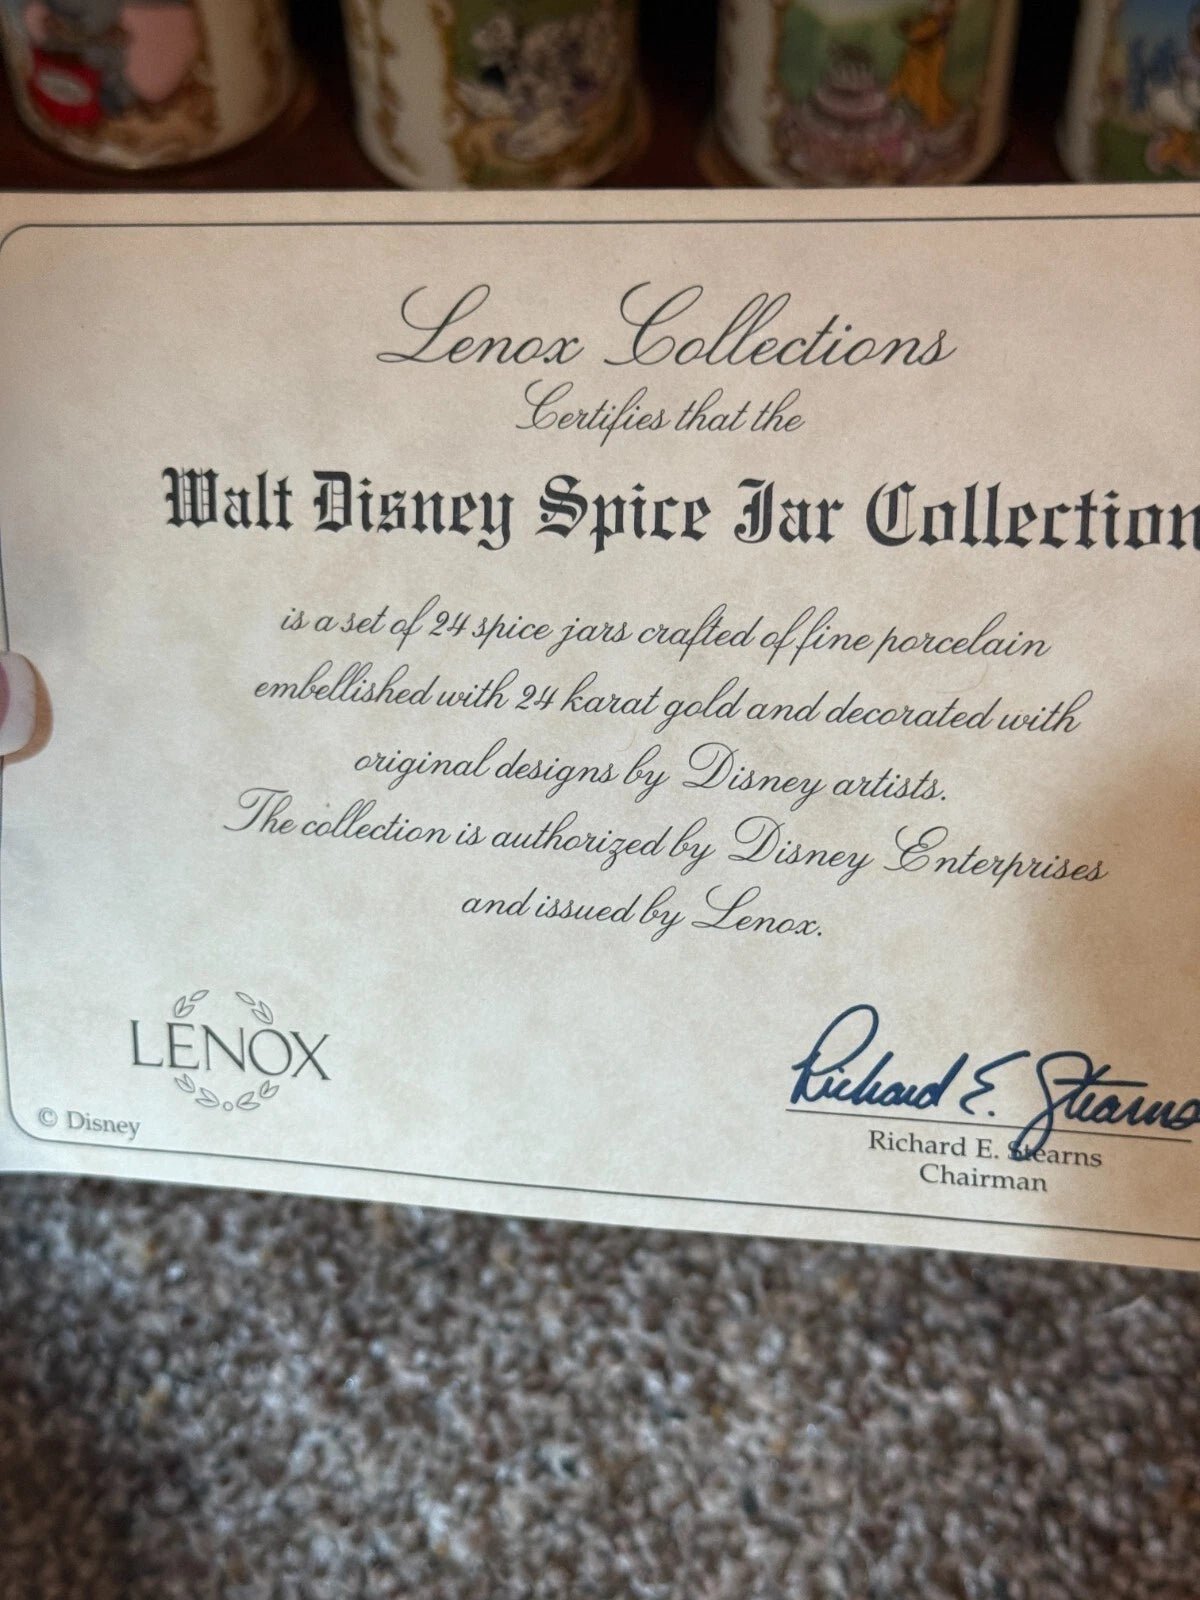 Lenox Collections
Certifies that the
Walt Disney Spice Jar Collection
is a set of 24 spice jars crafted of fine porcelain
embellished with 24 karat gold and decorated with
original designs by Disney artists.
The collection is authorized by Disney Enterprises
and issued by Lenox.
LENOX
© Disney
Richard E. Stearns
Richard E. Stearns
Chairman